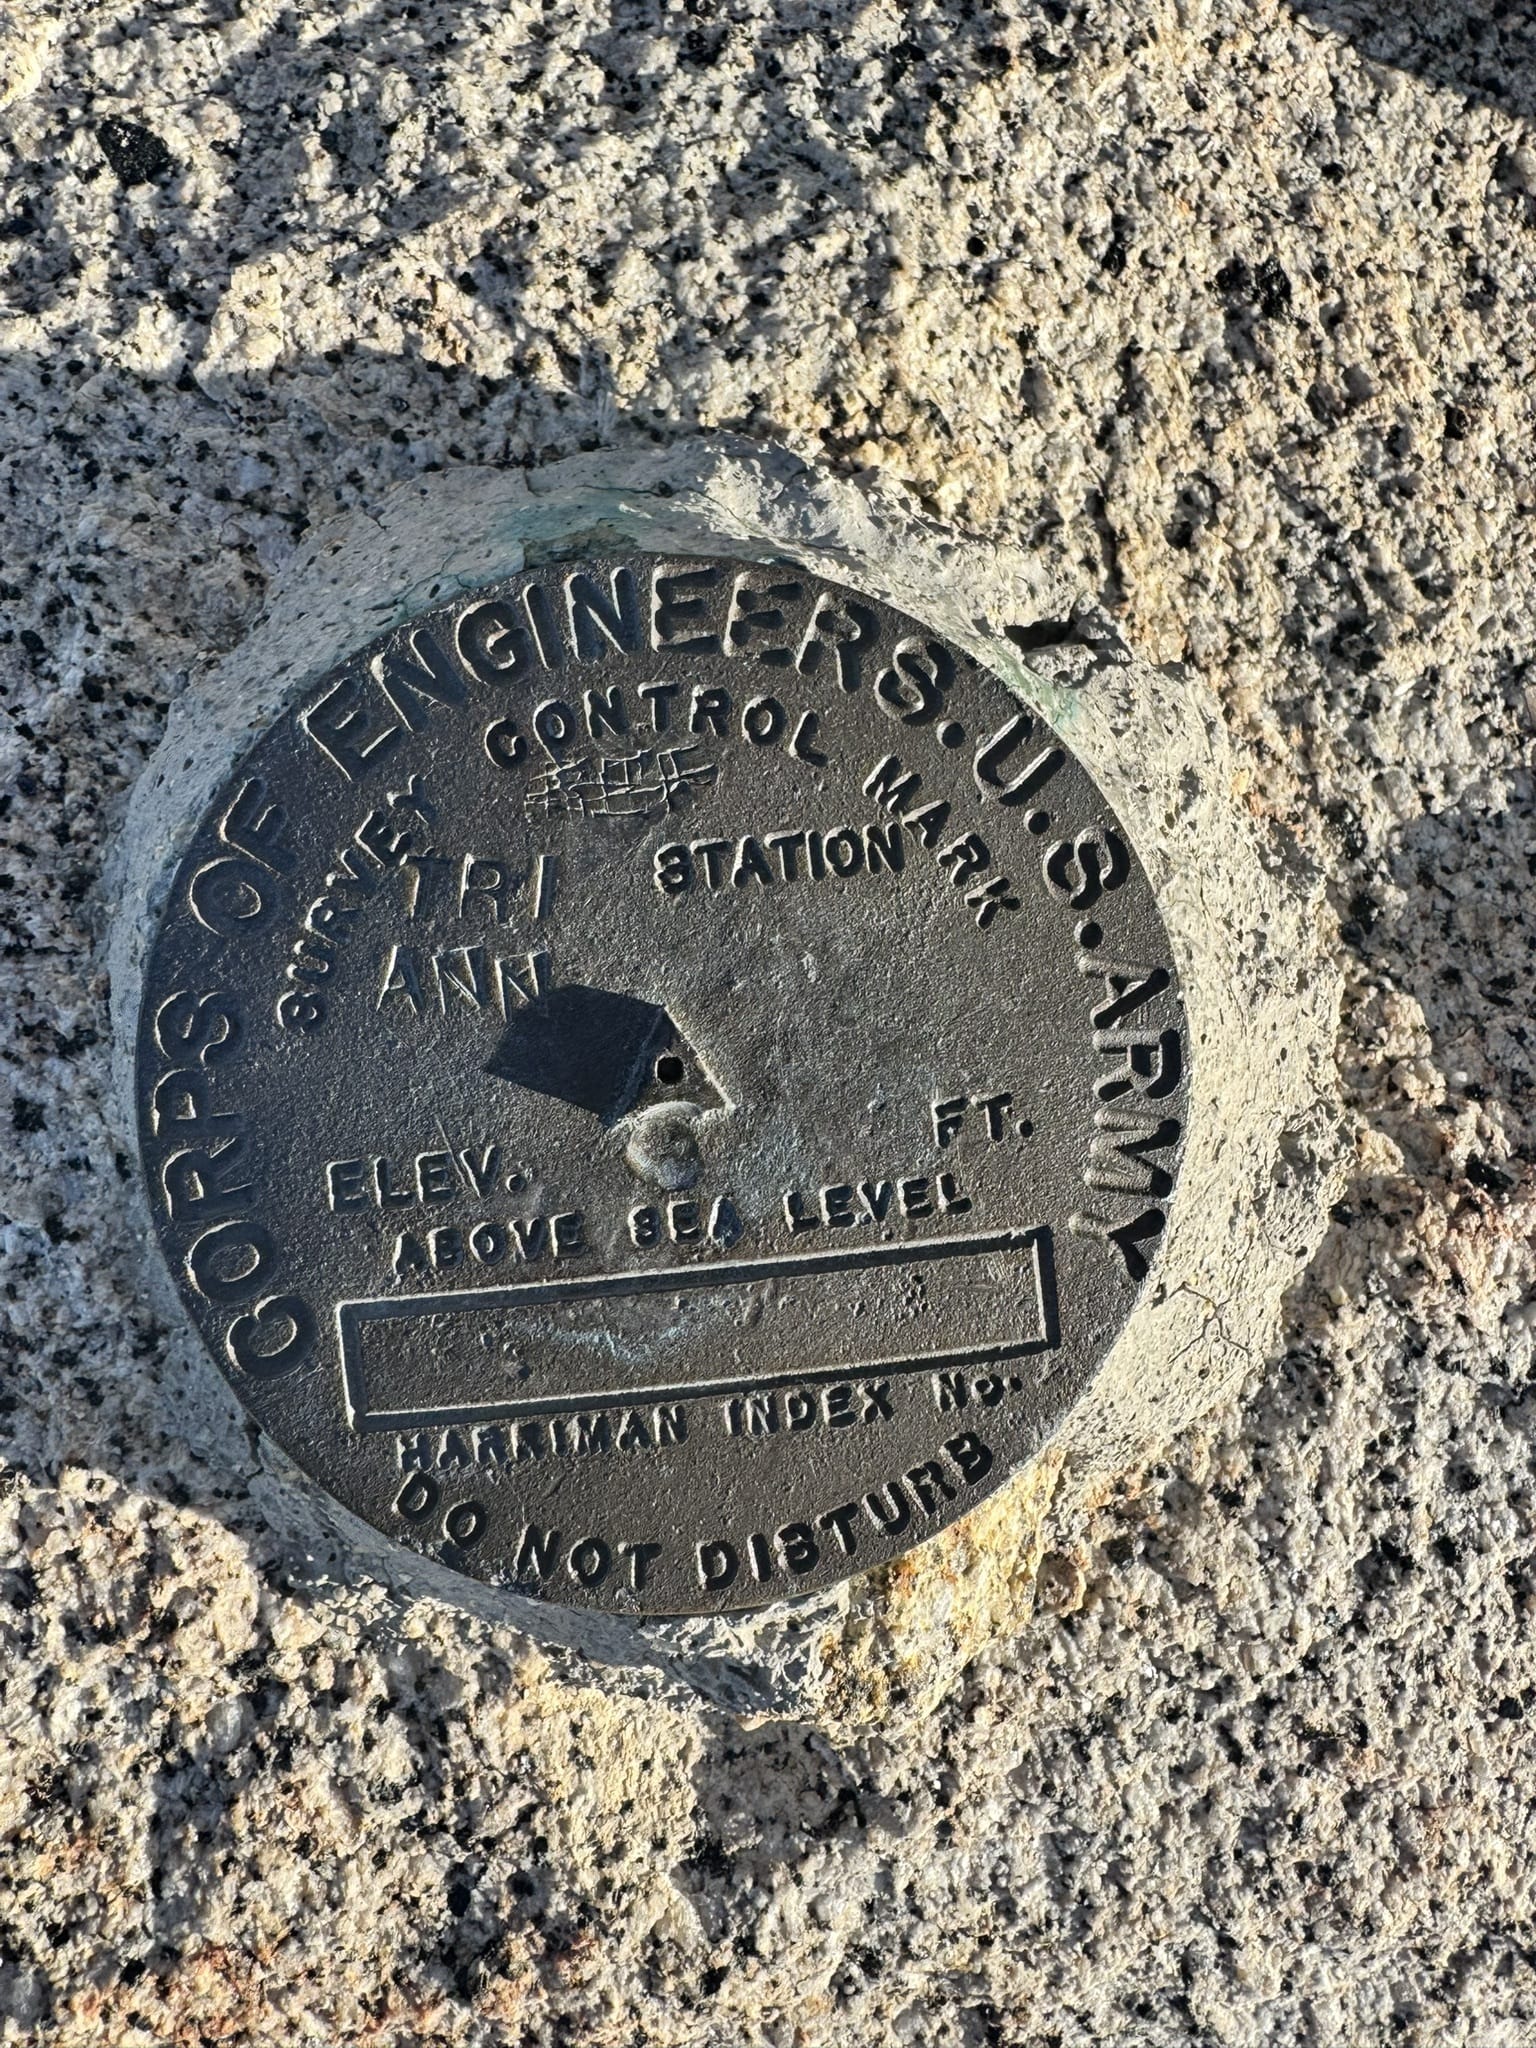 CORPS OF ENGINEERS. U. S. ARMY
SURVEY CONTROL MARK
TRI STATION
ANN
ELEV. FT.
ABOVE SEA LEVEL
HARRIMAN INDEX No.
DO NOT DISTURB